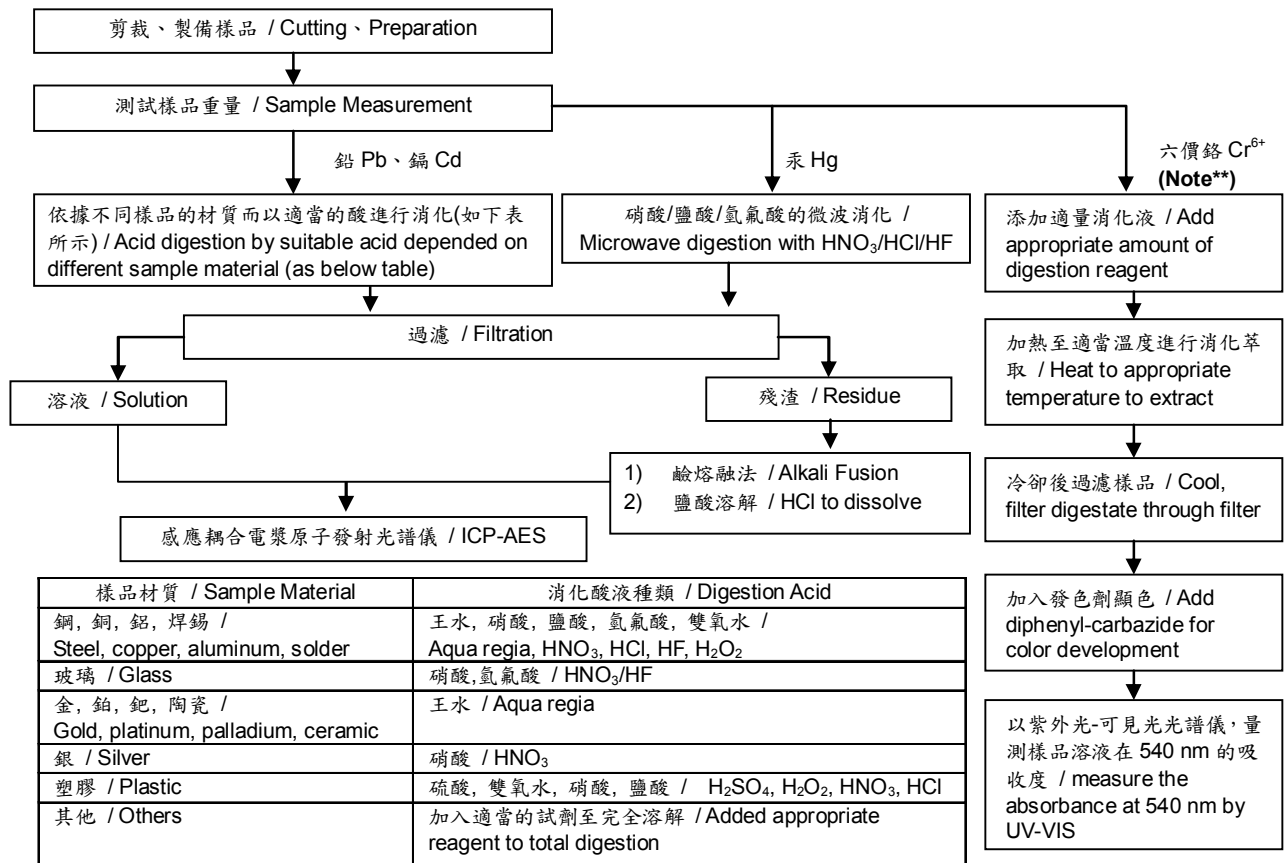 剪裁、製備樣品 / Cutting、Preparation
測試樣品重量 / Sample Measurement
鉛 Pb、鎘 Cd
汞 Hg
六價鉻 Cr6+
(Note**)
依據不同樣品的材質而以適當的酸進行消化(如下表
所示) / Acid digestion by suitable acid depended on
different sample material (as below table)
硝酸/鹽酸/氫氟酸的微波消化 /
Microwave digestion with HNO3/HCl/HF
添加適量消化液 / Add
appropriate amount of
digestion reagent
過濾 / Filtration
加熱至適當溫度進行消化萃
取 / Heat to appropriate
temperature to extract
溶液 / Solution
殘渣 / Residue
1) 鹼熔融法 / Alkali Fusion
2) 鹽酸溶解 / HCl to dissolve
冷卻後過濾樣品 / Cool,
filter digestate through filter
感應耦合電漿原子發射光譜儀 / ICP-AES
加入發色劑顯色 / Add
diphenyl-carbazide for
color development
以紫外光-可見光光譜儀，量
測樣品溶液在 540 nm 的吸
收度 / measure the
absorbance at 540 nm by
UV-VIS
樣品材質 / Sample Material
消化酸液種類 / Digestion Acid
鋼, 銅, 鋁, 焊錫 /
Steel, copper, aluminum, solder
王水, 硝酸, 鹽酸, 氫氟酸, 雙氧水 /
Aqua regia, HNO3, HCl, HF, H2O2
玻璃 / Glass
硝酸,氫氟酸 / HNO3/HF
金, 鉑, 鈀, 陶瓷 /
Gold, platinum, palladium, ceramic
王水 / Aqua regia
銀 / Silver
硝酸 / HNO3
塑膠 / Plastic
硫酸, 雙氧水, 硝酸, 鹽酸 / H2SO4, H2O2, HNO3, HCl
其他 / Others
加入適當的試劑至完全溶解 / Added appropriate
reagent to total digestion